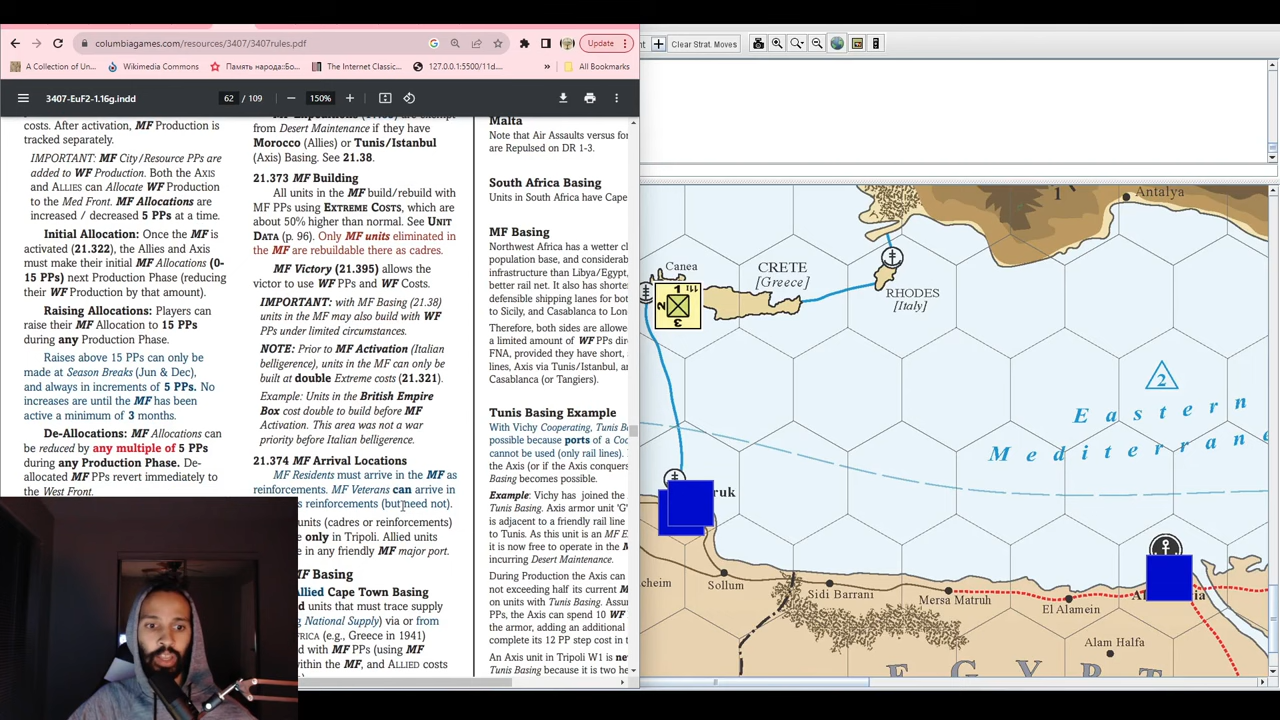 columbiagames.com/resources/3407/3407rules.pdf
Update
A Collection of Un...
Wikimedia Commons
Память народа::Бо...
The Internet Classic...
127.0.0.1:5500/11d...
»
All Bookmarks
3407-EuF2-1.16g.indd
62 / 109
150%
costs. After activation, MF Production is
tracked separately.
IMPORTANT: MF City/Resource PPs are
added to WF Production. Both the AXIS
and ALLIES can Allocate WF Production
to the Med Front. MF Allocations are
increased / decreased 5 PPs at a time.
Initial Allocation: Once the MF is
activated (21.322), the Allies and Axis
must make their initial MF Allocations (0-
15 PPs) next Production Phase (reducing
their WF Production by that amount).
Raising Allocations: Players can
raise their MF Allocation to 15 PPs
during any Production Phase.
Raises above 15 PPs can only be
made at Season Breaks (Jun & Dec),
and always in increments of 5 PPs. No
increases are until the MF has been
active a minimum of 3 months.
De-Allocations: MF Allocations can
be reduced by any multiple of 5 PPs
during any Production Phase. De-
allocated MF PPs revert immediately to
the West Front.
from Desert Maintenance if they have
Morocco (Allies) or Tunis/Istanbul
(Axis) Basing. See 21.38.
21.373 MF Building
All units in the MF build/rebuild with
MF PPs using EXTREME COSTS, which are
about 50% higher than normal. See UNIT
DATA (p. 96). Only MF units eliminated
in the MF are rebuildable there as cadres.
MF Victory (21.395) allows the
victor to use WF PPs and WF Costs.
IMPORTANT: with MF Basing (21.38)
units in the MF may also build with WF
PPs under limited circumstances.
NOTE: Prior to MF Activation (Italian
belligerence), units in the MF can only be
built at double Extreme costs (21.321).
Example: Units in the British Empire
Box cost double to build before MF
Activation. This area was not a war
priority before Italian belligerence.
21.374 MF Arrival Locations
MF Residents must arrive in the MF as
reinforcements. MF Veterans can arrive in
s reinforcements (but need not).
units (cadres or reinforcements)
e only in Tripoli. Allied units
e in any friendly MF major port.
MF Basing
Allied Cape Town Basing
d units that must trace supply
g National Supply) via or from
FRICA (e.g., Greece in 1941)
d with MF PPs (using MF
within the MF, and ALLIED costs
Malta
Note that Air Assaults versus for
are Repulsed on DR 1-3.
South Africa Basing
Units in South Africa have Cape
MF Basing
Northwest Africa has a wetter cl
population base, and considerab
infrastructure than Libya/Egypt,
better rail net. It also has shorte
defensible shipping lanes for bot
to Sicily, and Casablanca to Lon
Therefore, both sides are allowe
a limited amount of WF PPs di
FNA, provided they have short, s
lines, Axis via Tunis/Istanbul, an
Casablanca (or Tangiers).
Tunis Basing Example
With Vichy Cooperating, Tunis Ba
possible because ports of a Coo
cannot be used (only rail lines). I
the Axis (or if the Axis conquers
Basing becomes possible.
Example: Vichy has joined the
Tunis Basing. Axis armor unit 'G'
is adjacent to a friendly rail line
to Tunis. As this unit is an MF E
it is now free to operate in the M
incurring Desert Maintenance.
During Production the Axis can
not exceeding half its current M
on units with Tunis Basing. Assu
PPs, the Axis can spend 10 WF
the armor, adding an additional
complete its 12 PP step cost in t
An Axis unit in Tripoli W1 is ne
Tunis Basing because it is two he
nt
Clear Strat. Moves
1
Antalya
Canea
CRETE
[Greece]
RHODES
[Italy]
1
2
3
2
Eastern
Mediterrane
ruk
cheim
Sollum
Sidi Barrani
Mersa Matruh
El Alamein
Alam Halfa
EGYPT